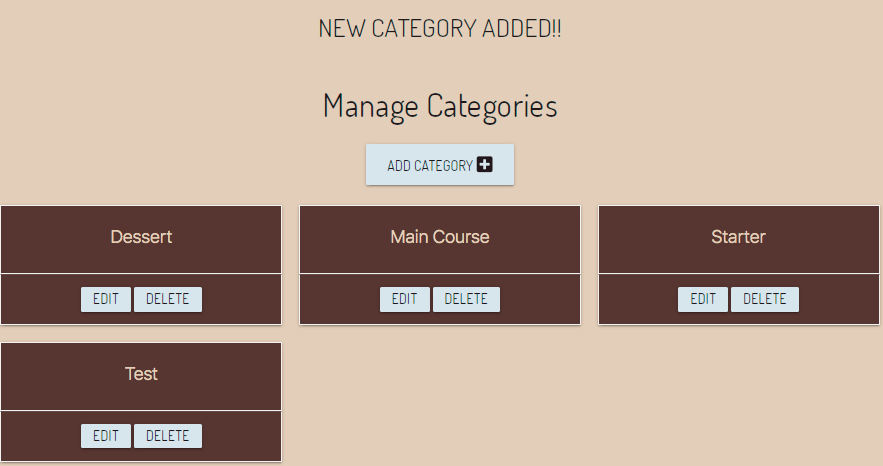 NEW CATEGORY ADDED!!
Manage Categories
ADD CATEGORY
Dessert
Main Course
Starter
EDIT DELETE
EDIT DELETE
EDIT DELETE
Test
EDIT DELETE